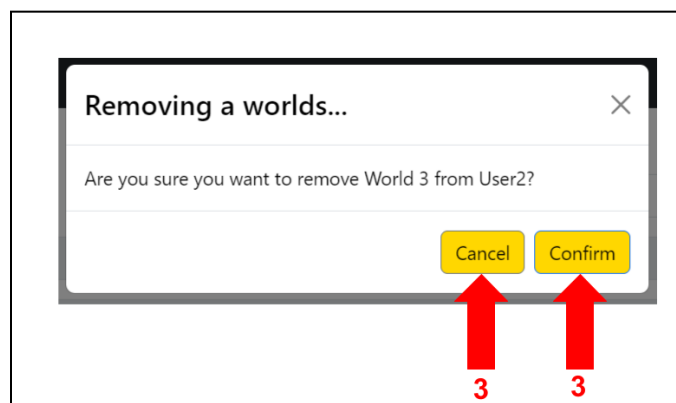 Removing a worlds...
Are you sure you want to remove World 3 from User2?
Cancel Confirm
3 3